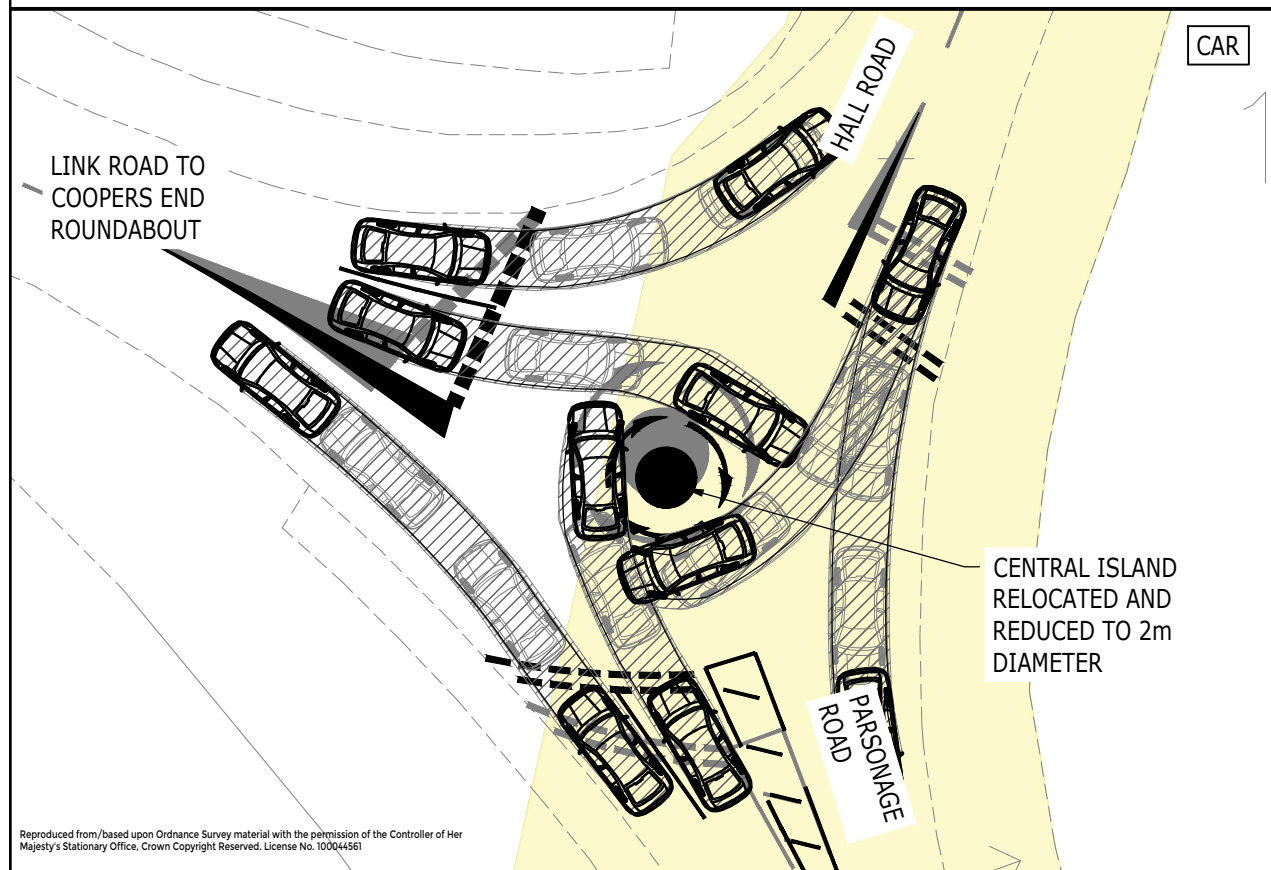 CAR
HALL ROAD
LINK ROAD TO
COOPERS END
ROUNDABOUT
CENTRAL ISLAND
RELOCATED AND
REDUCED TO 2m
DIAMETER
PARSONAGE
ROAD
Reproduced from/based upon Ordnance Survey material with the permission of the Controller of Her
Majesty's Stationary Office, Crown Copyright Reserved. License No. 100044561